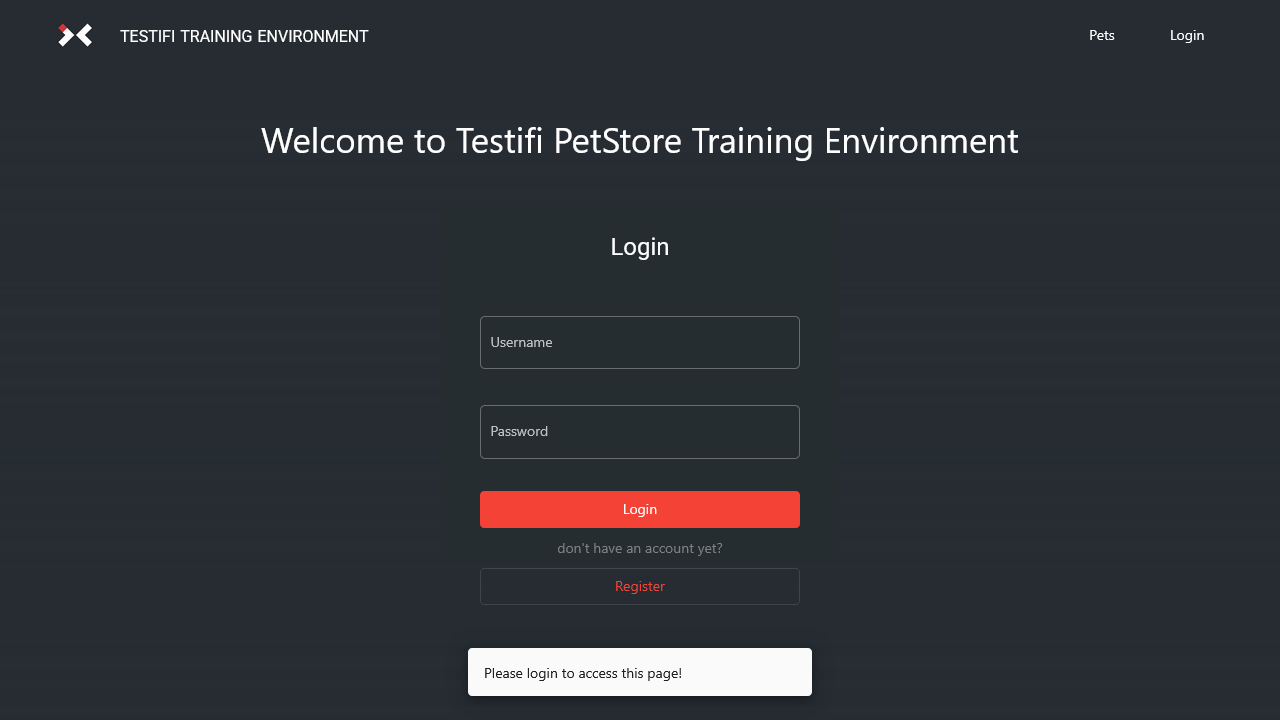 TESTIFI TRAINING ENVIRONMENT
Pets
Login
Welcome to Testifi PetStore Training Environment
Login
Username
Password
Login
don't have an account yet?
Register
Please login to access this page!